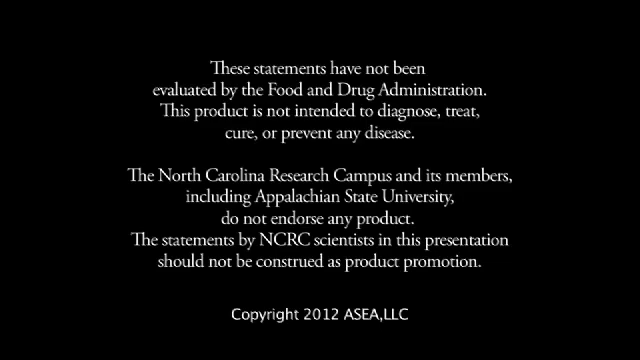 These statements have not been
evaluated by the Food and Drug Administration.
This product is not intended to diagnose, treat,
cure, or prevent any disease.
The North Carolina Research Campus and its members,
including Appalachian State University,
do not endorse any product.
The statements by NCRC scientists in this presentation
should not be construed as product promotion.
Copyright 2012 ASEA,LLC